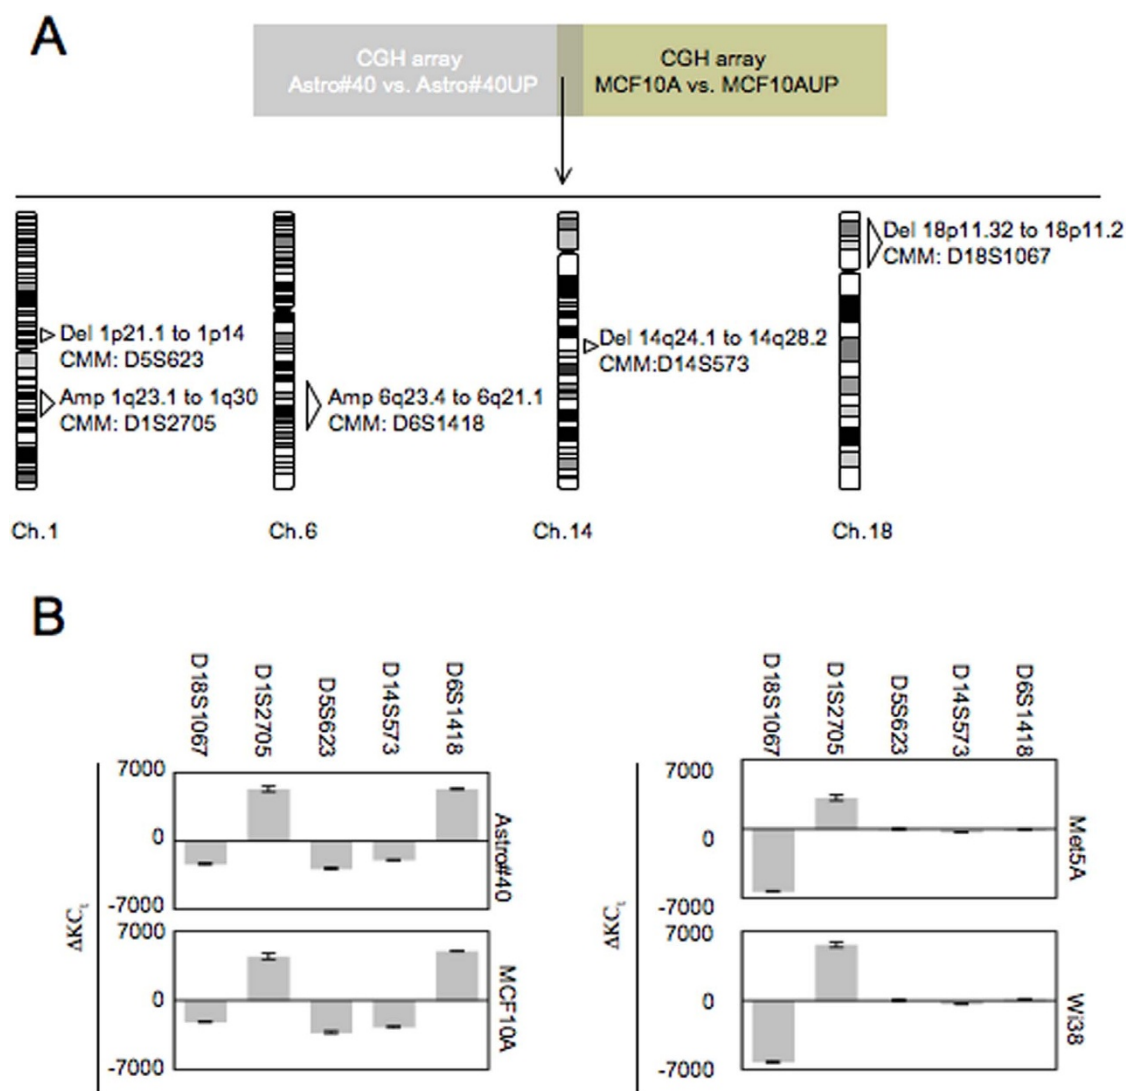 A
CGH array
Astro#40 vs. Astro#40UP
CGH array
MCF10A vs. MCF10AUP
Del 1p21.1 to 1p14
CMM: D5S623
Amp 1q23.1 to 1q30
CMM: D1S2705
Amp 6q23.4 to 6q21.1
CMM: D6S1418
Del 14q24.1 to 14q28.2
CMM:D14S573
Del 18p11.32 to 18p11.2
CMM: D18S1067
Ch.1
Ch.6
Ch.14
Ch.18
B
D18S1067
D1S2705
D5S623
D14S573
D6S1418
7000
0
-7000
Astro#40
7000
0
-7000
MCF10A
ΔKCt
D18S1067
D1S2705
D5S623
D14S573
D6S1418
7000
0
-7000
Met5A
7000
0
-7000
Wi38
ΔKCt